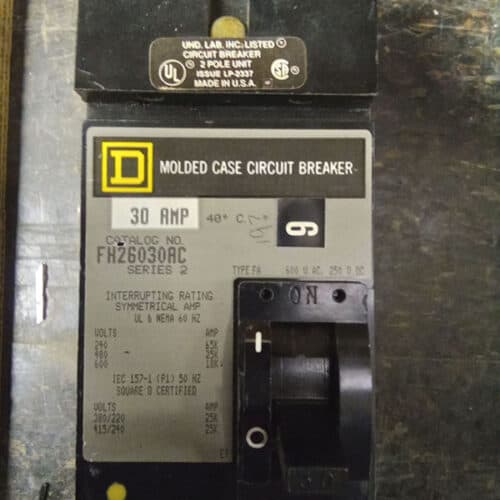 UND. LAB. INC. LISTED
CIRCUIT BREAKER
2 POLE UNIT
ISSUE LP-2337
MADE IN U.S.A.
UL
SA
D
MOLDED CASE CIRCUIT BREAKER
30 AMP 40° C.
9
CATALOG NO.
FH26030AC
SERIES 2
TYPE FA 600 V AC, 250 V DC
INTERRUPTING RATING
SYMMETRICAL AMP
UL & NEMA 60 HZ
VOLTS AMP
240 65K
480 25K
600 18K
IEC 157-1 (P1) 50 HZ
SQUARE D CERTIFIED
VOLTS AMP
380/220 25K
415/240 25K
ON
I
O